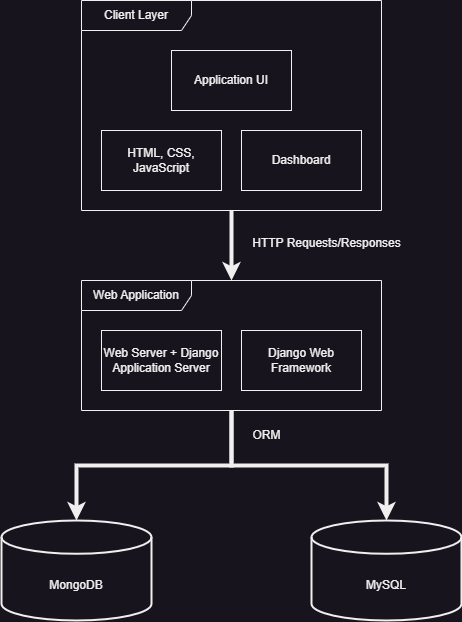 Client Layer
Application UI
HTML, CSS,
JavaScript
Dashboard
HTTP Requests/Responses
Web Application
Web Server + Django
Application Server
Django Web
Framework
ORM
MongoDB
MySQL